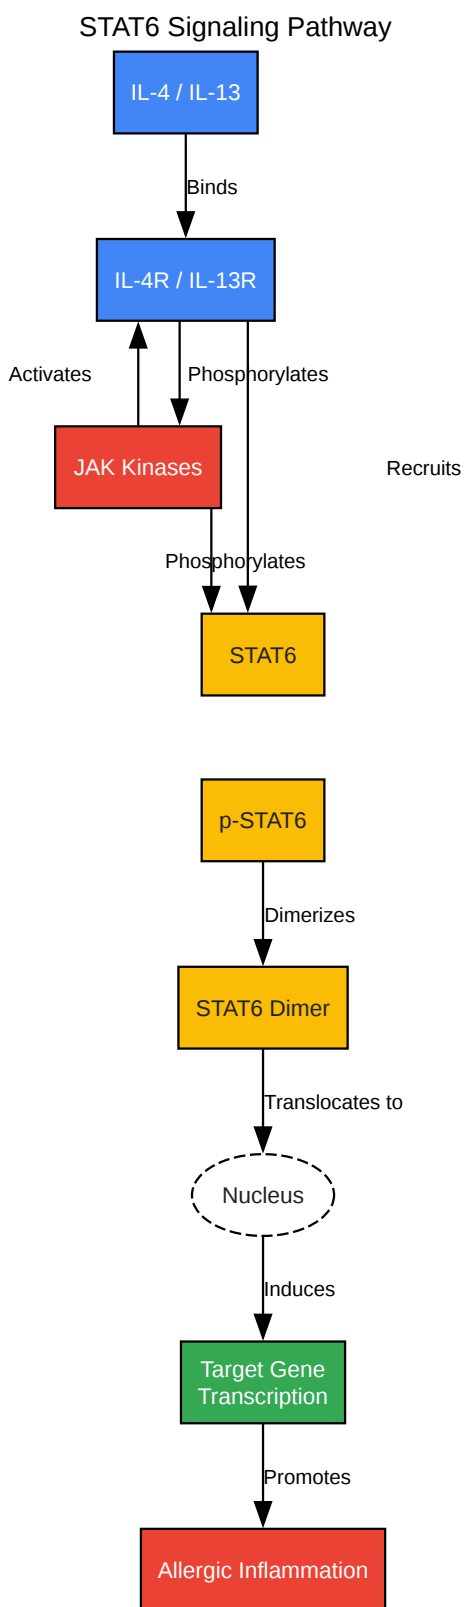 STAT6 Signaling Pathway
IL-4 / IL-13
Binds
IL-4R / IL-13R
Activates
Phosphorylates
JAK Kinases
Recruits
Phosphorylates
STAT6
p-STAT6
Dimerizes
STAT6 Dimer
Translocates to
Nucleus
Induces
Target Gene
Transcription
Promotes
Allergic Inflammation